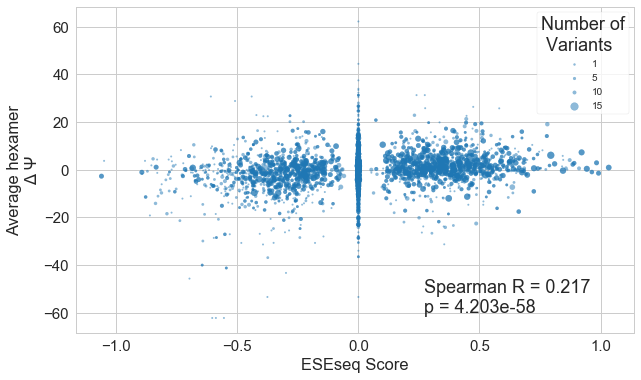 Number of
Variants
1
5
10
15
60
40
20
0
−20
−40
−60
Average hexamer
Δ Ψ
Spearman R = 0.217
p = 4.203e-58
−1.0
−0.5
0.0
0.5
1.0
ESEseq Score